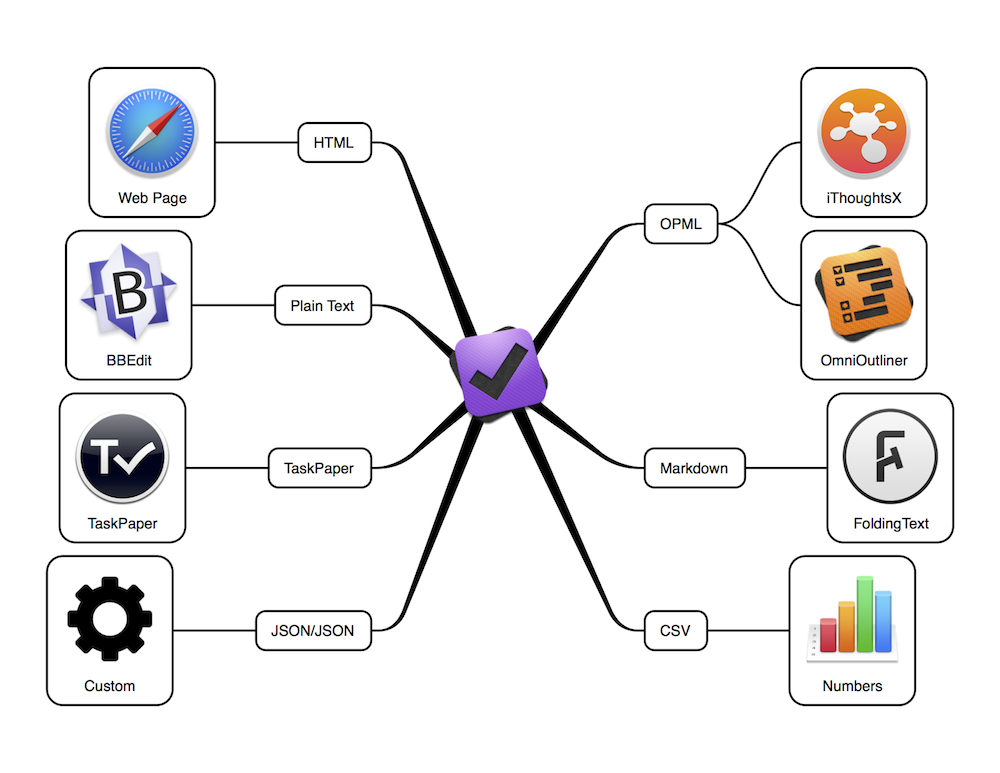 HTML
Web Page
Plain Text
B
BBEdit
TaskPaper
T
TaskPaper
JSON/JSON
Custom
OPML
iThoughtsX
OmniOutliner
Markdown
F
FoldingText
CSV
Numbers